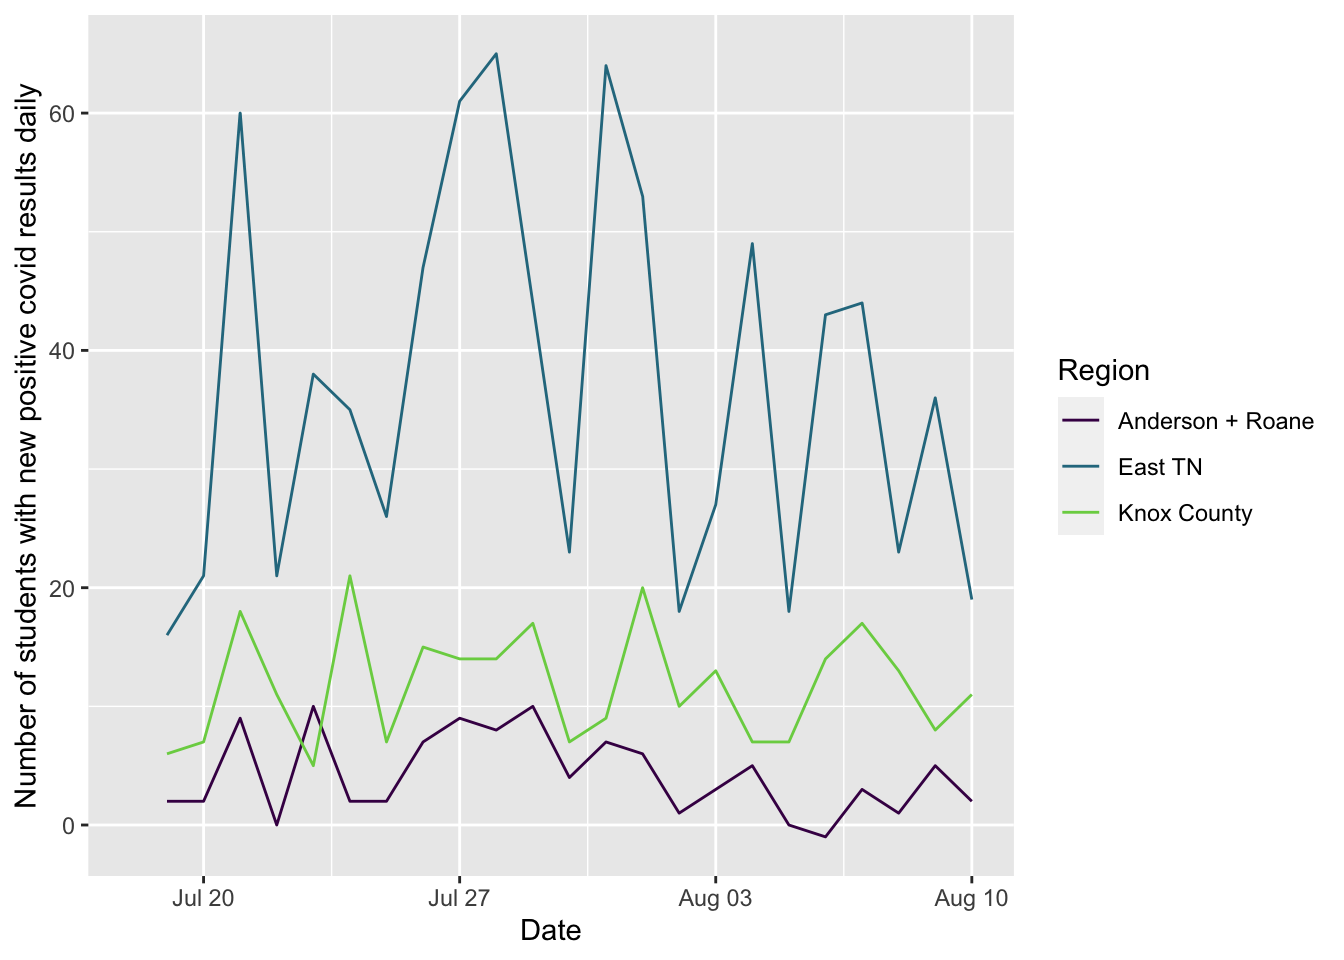 Number of students with new positive covid results daily
60
40
20
0
Jul 20
Jul 27
Aug 03
Aug 10
Date
Region
Anderson + Roane
East TN
Knox County